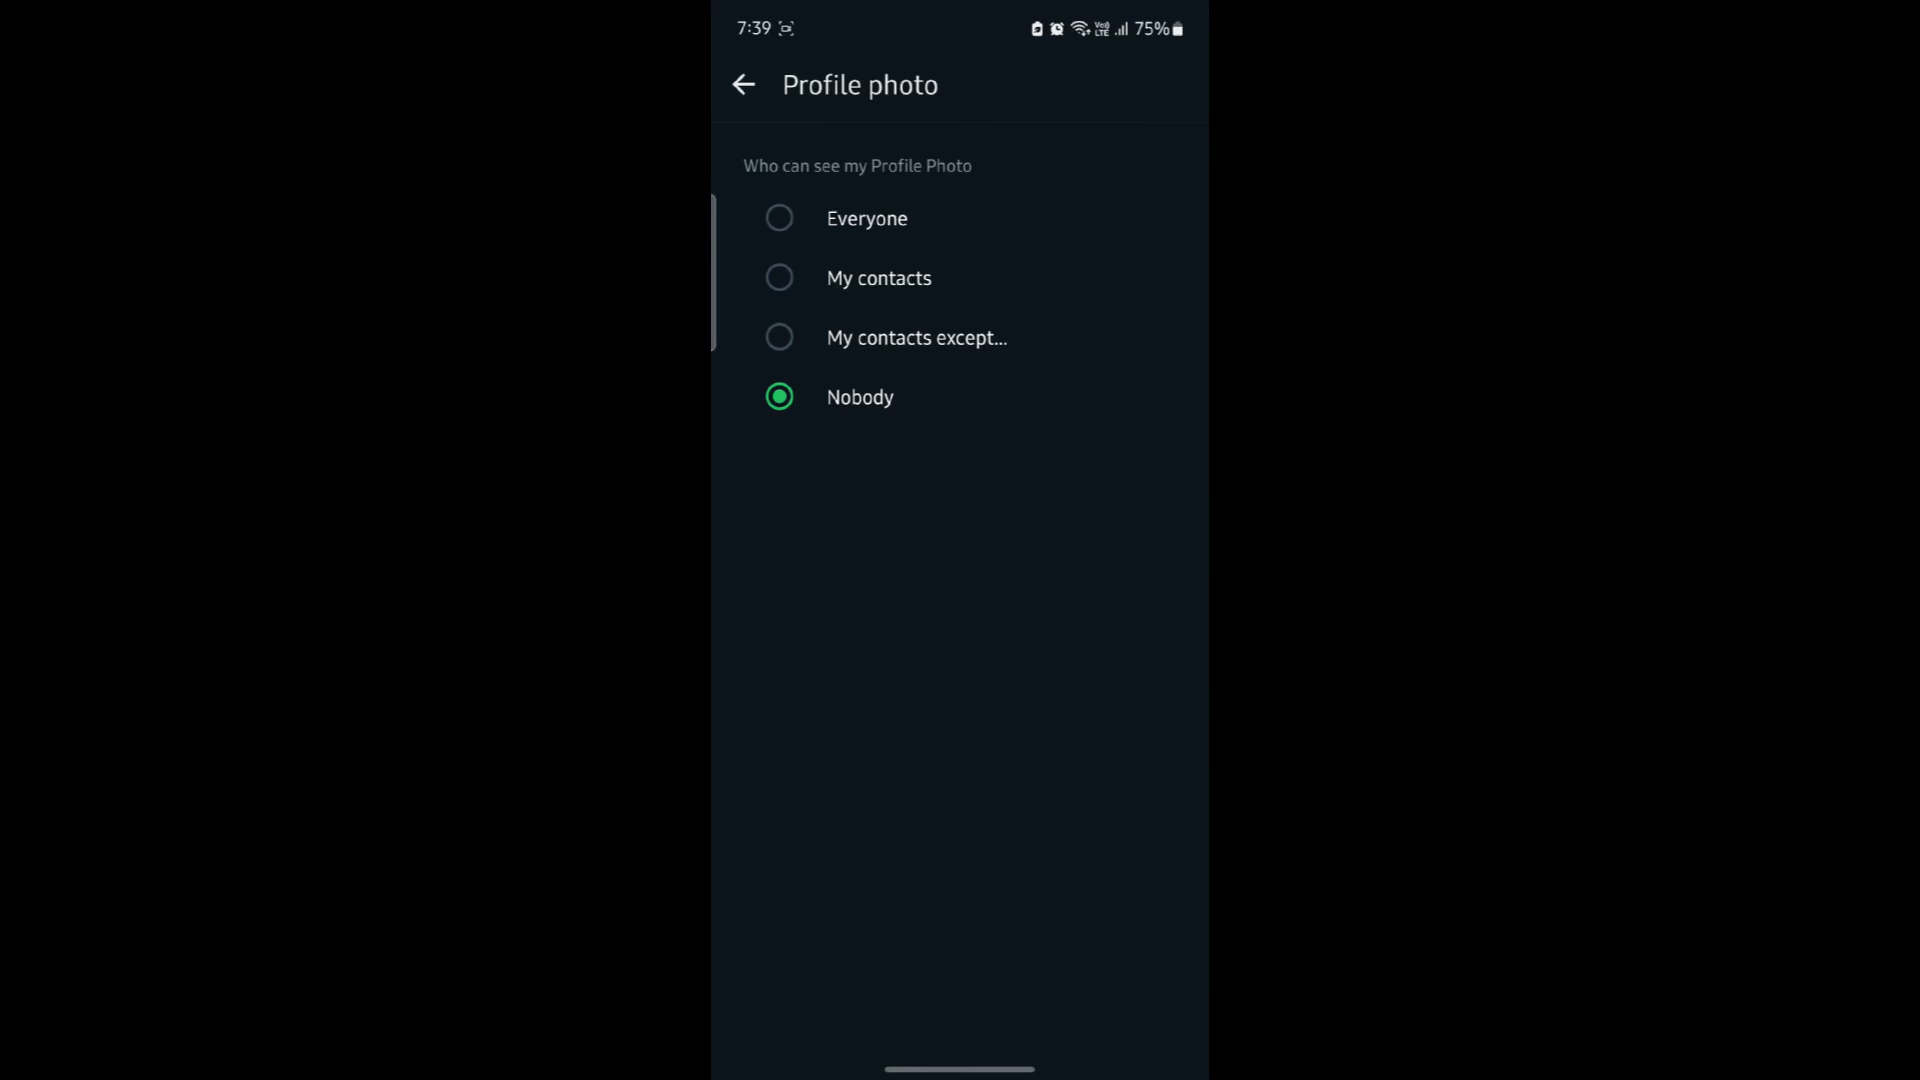 7:39 75%
Profile photo
Who can see my Profile Photo
Everyone
My contacts
My contacts except...
Nobody